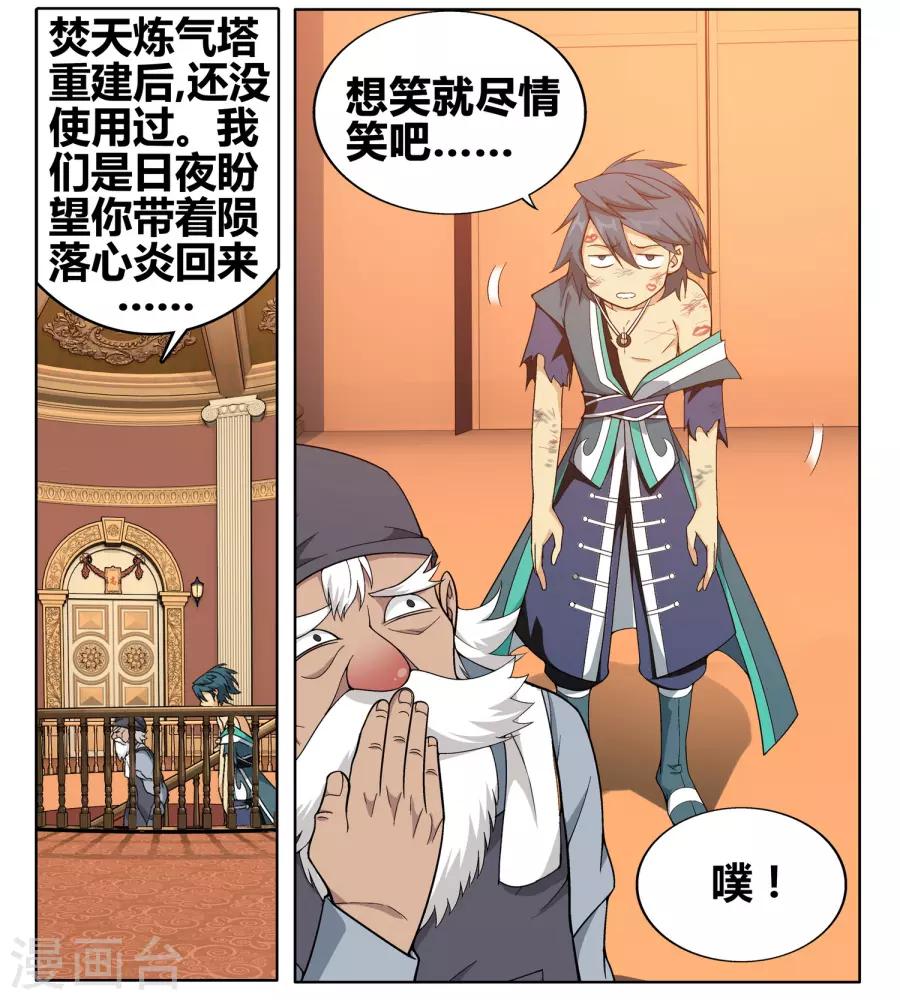 焚天炼气塔
重建后,还没
使用过。我
们是日夜盼
望你带着陨
落心炎回来
……
想笑就尽情
笑吧……
噗！
漫画台